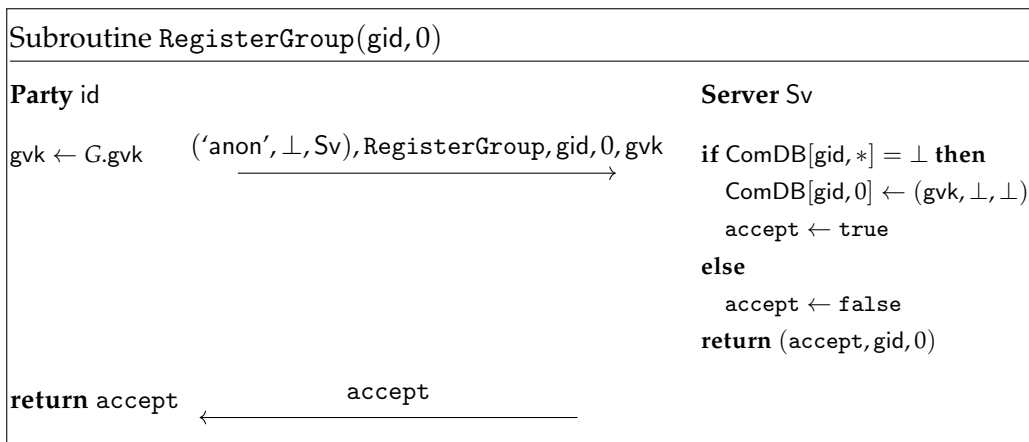 Subroutine RegisterGroup(gid, 0)
Party id
Server Sv
gvk ← G.gvk
(‘anon’, ⊥, Sv), RegisterGroup, gid, 0, gvk
if ComDB[gid, ∗] = ⊥ then
ComDB[gid, 0] ← (gvk, ⊥, ⊥)
accept ← true
else
accept ← false
return (accept, gid, 0)
return accept
accept